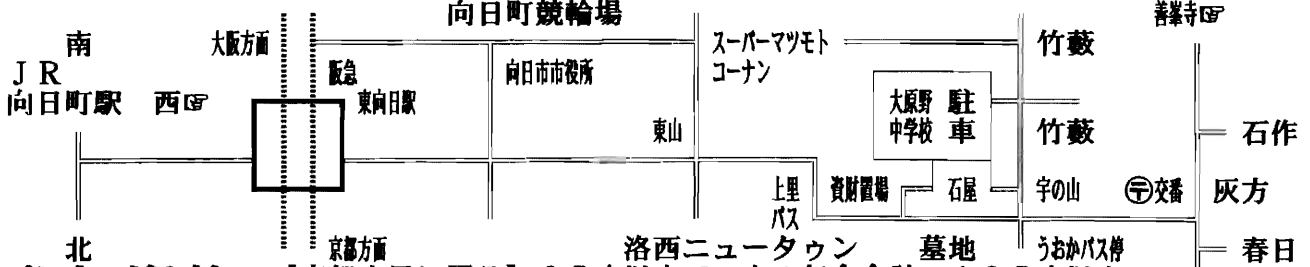 向日町競輪場
善峯寺☞
南
大阪方面
スーパーマツモト
コーナン
竹藪
JR
向日町駅 西☞
阪急
東向日駅
向日市市役所
大原野
中学校
駐
車
竹藪
東山
石作
上里
バス
資財置場
石屋
宇の山
〒交番
灰方
北
京都方面
洛西ニュータゥン
墓地
うおかバス停
春日